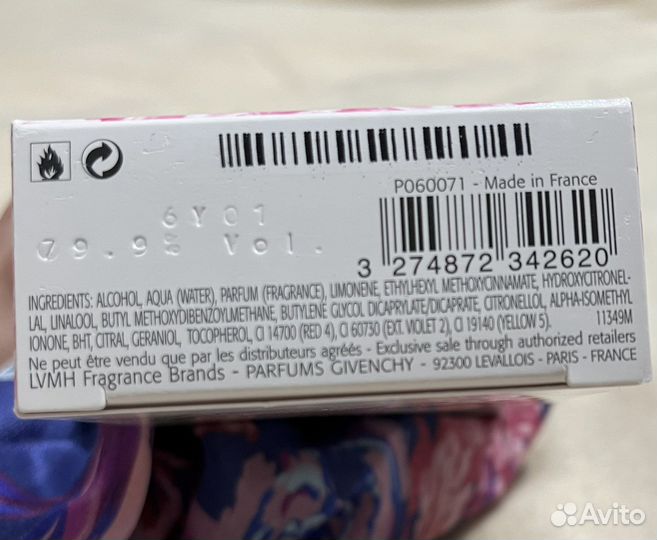 P060071 - Made in France
6Y01
79.9% Vol.
3 274872 342620
INGREDIENTS: ALCOHOL, AQUA (WATER), PARFUM (FRAGRANCE), LIMONENE, ETHYLHEXYL METHOXYCINNAMATE, HYDROXYCITRONEL-
LAL, LINALOOL, BUTYL METHOXYDIBENZOYLMETHANE, BUTYLENE GLYCOL DICAPRYLATE/DICAPRATE, CITRONELLOL, ALPHA-ISOMETHYL
IONONE, BHT, CITRAL, GERANIOL, TOCOPHEROL, CI 14700 (RED 4), CI 60730 (EXT. VIOLET 2), CI 19140 (YELLOW 5). 11349M
Ne peut être vendu que par les distributeurs agréés - Exclusive sale through authorized retailers
LVMH Fragrance Brands - PARFUMS GIVENCHY - 92300 LEVALLOIS - PARIS - FRANCE
Avito